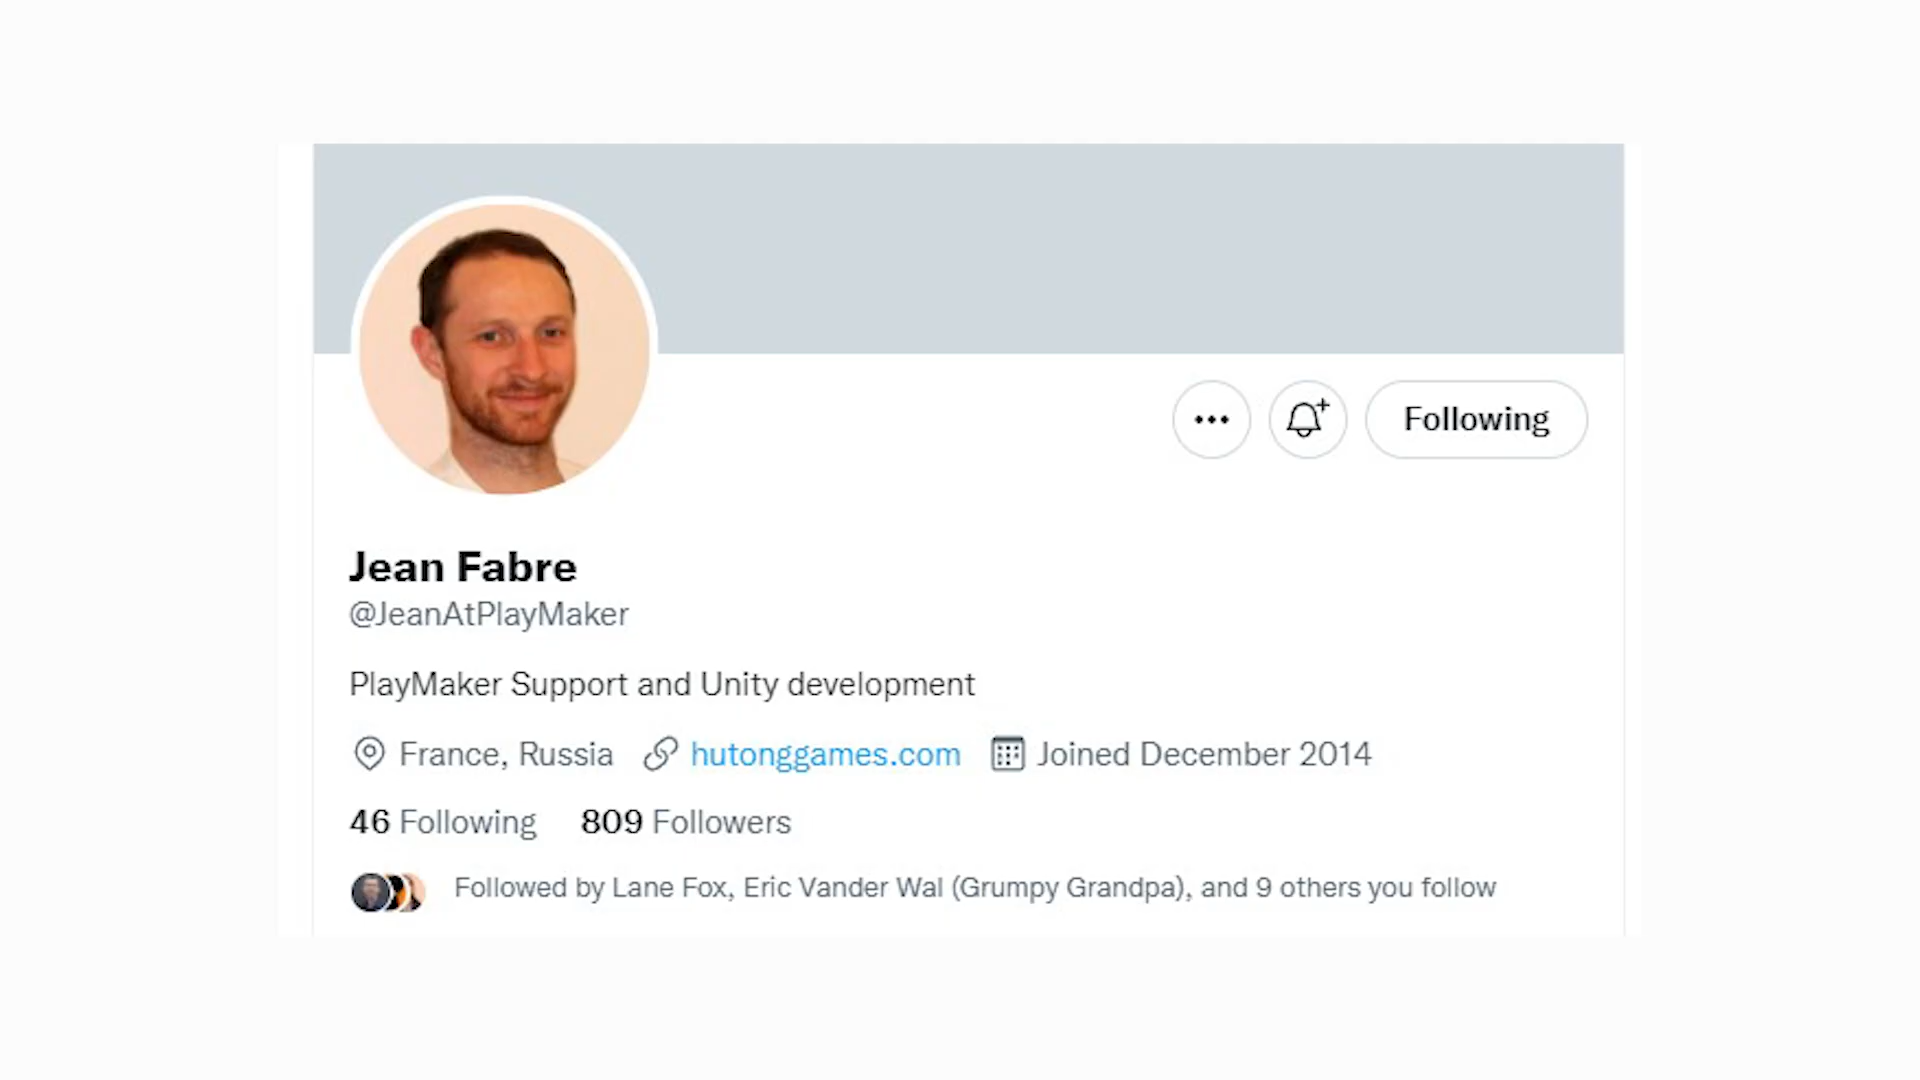 Following
Jean Fabre
@JeanAtPlayMaker
PlayMaker Support and Unity development
France, Russia hutonggames.com Joined December 2014
46 Following 809 Followers
Followed by Lane Fox, Eric Vander Wal (Grumpy Grandpa), and 9 others you follow